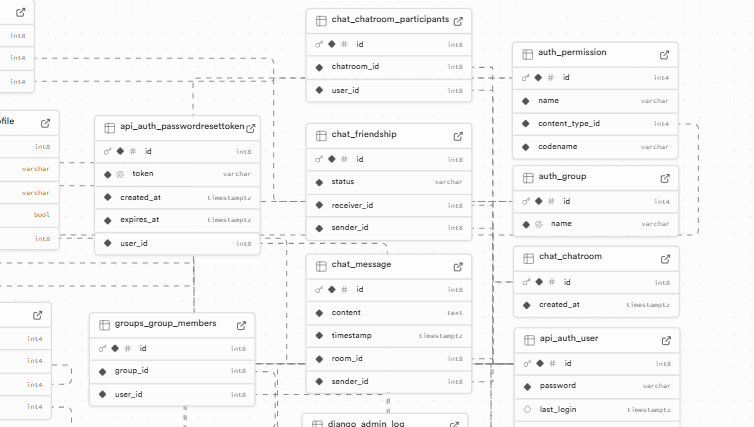 int8
int4
int4
ofile
int8
varchar
varchar
bool
int8
int4
int4
int4
int4
api_auth_passwordresettoken
id int8
token varchar
created_at timestamptz
expires_at timestamptz
user_id int8
groups_group_members
id int8
group_id int8
user_id int8
chat_chatroom_participants
id int8
chatroom_id int8
user_id int8
chat_friendship
id int8
status varchar
receiver_id int8
sender_id int8
chat_message
id int8
content text
timestamp timestamptz
room_id int8
sender_id int8
django_admin_log
auth_permission
id int4
name varchar
content_type_id int4
codename varchar
auth_group
id int4
name varchar
chat_chatroom
id int8
created_at timestamptz
api_auth_user
id int8
password varchar
last_login timestamptz